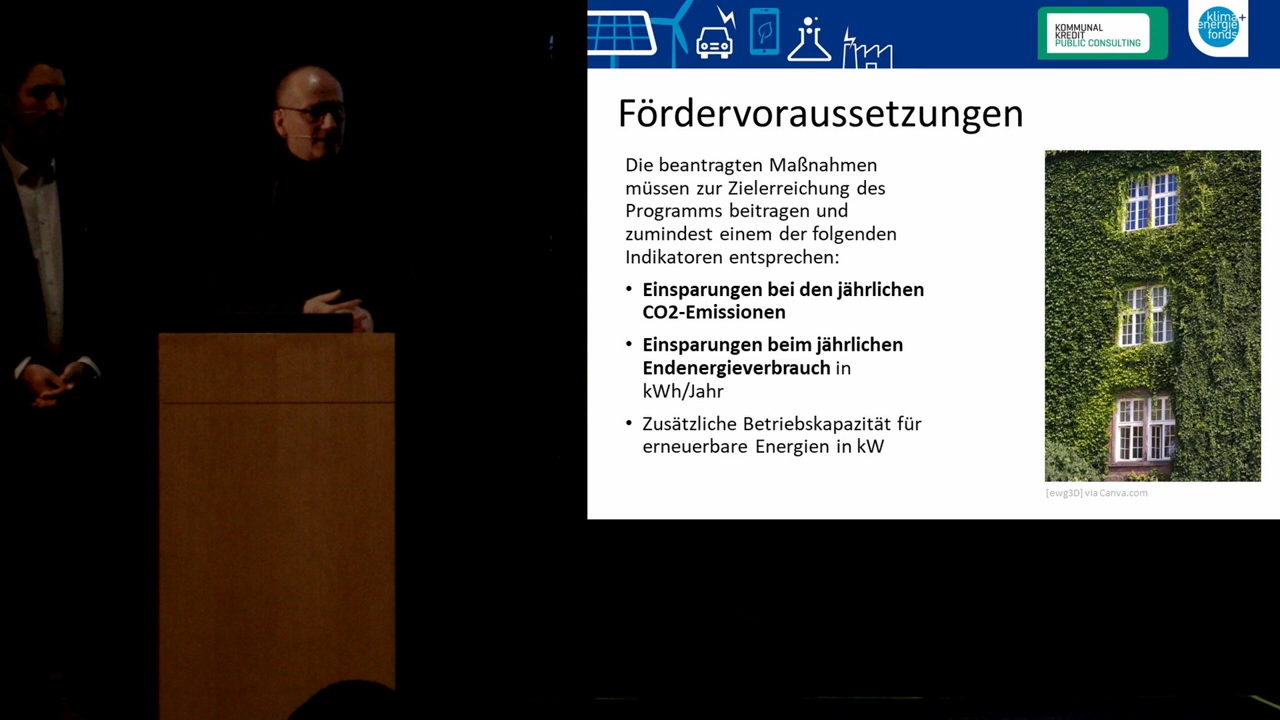 KOMMUNAL
KREDIT
PUBLIC CONSULTING
klima+
energie
fonds
Fördervoraussetzungen
Die beantragten Maßnahmen
müssen zur Zielerreichung des
Programms beitragen und
zumindest einem der folgenden
Indikatoren entsprechen:
• Einsparungen bei den jährlichen
CO2-Emissionen
• Einsparungen beim jährlichen
Endenergieverbrauch in
kWh/Jahr
• Zusätzliche Betriebskapazität für
erneuerbare Energien in kW
[ewg3D] via Canva.com